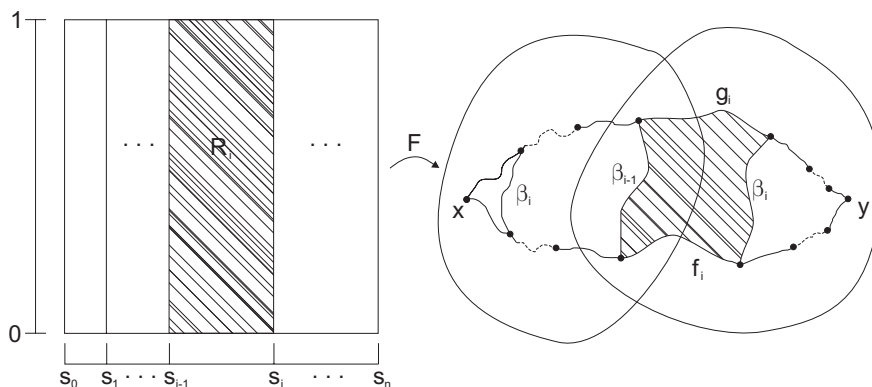 1
R_i
F
g_i
β_{i-1}
β_i
β_i
x
y
f_i
0
s_0 s_1 · · · s_{i-1} s_i · · · s_n